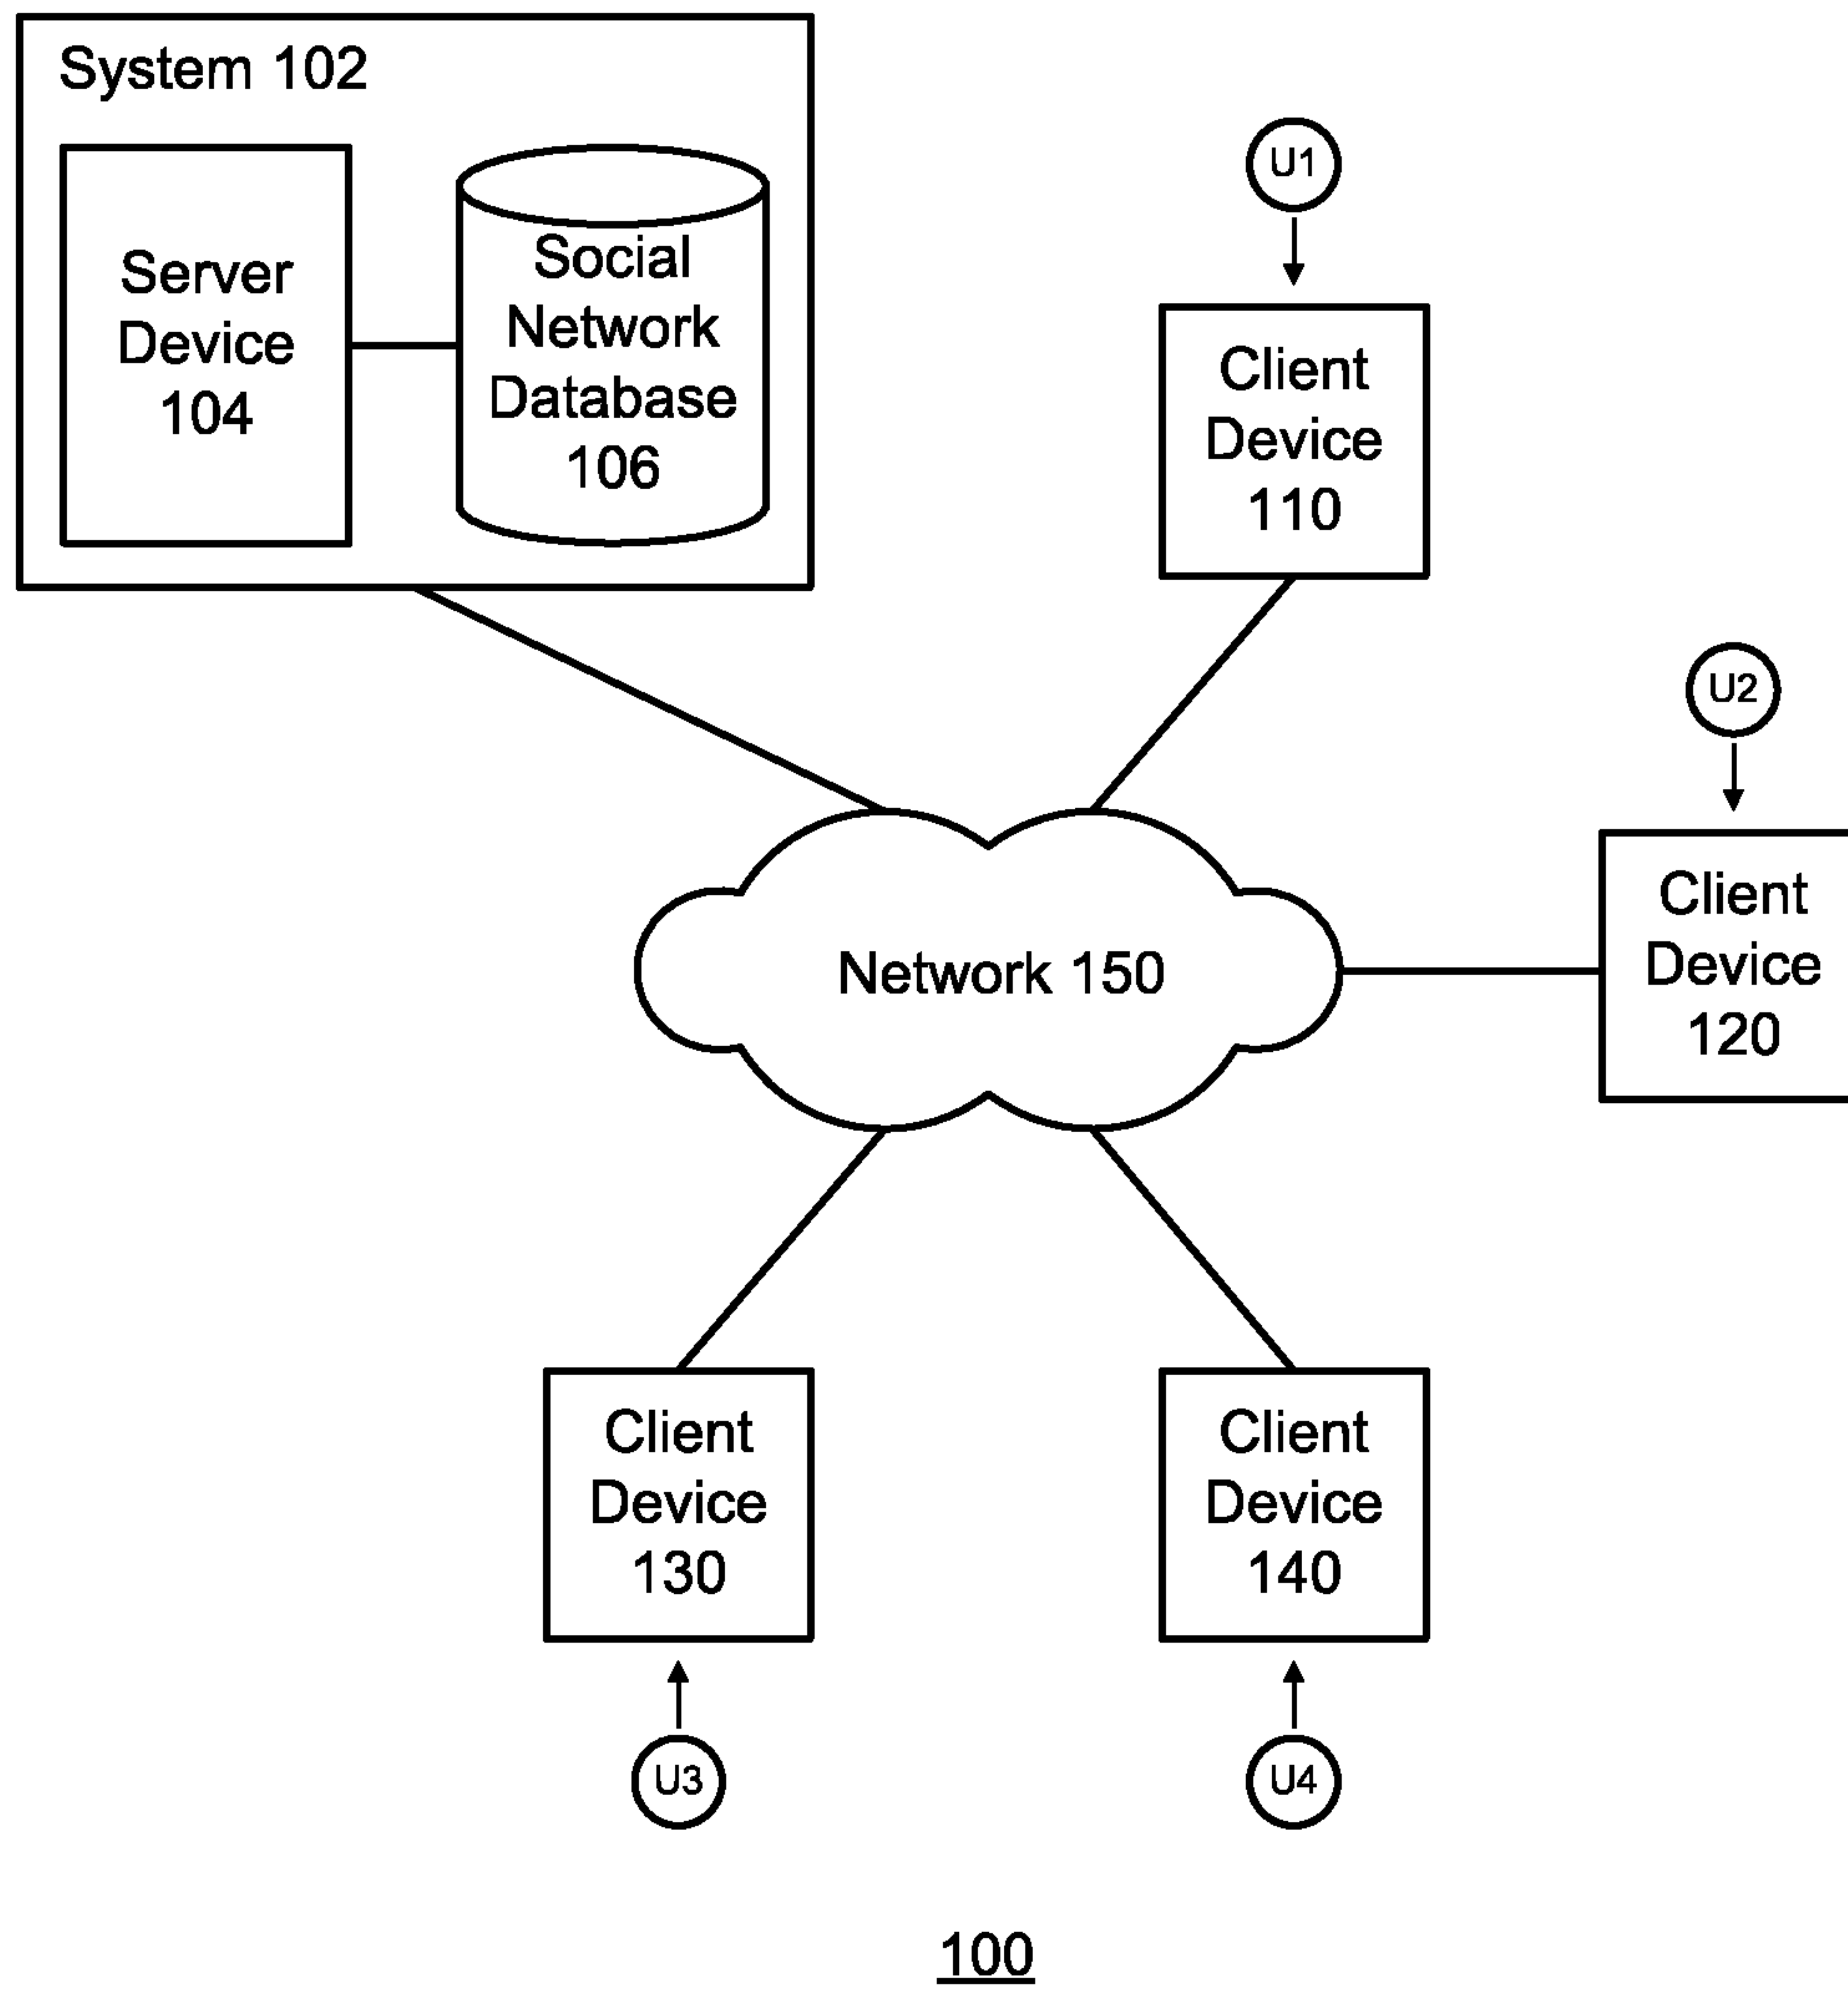 System 102
Server
Device
104
Social
Network
Database
106
U1
Client
Device
110
U2
Client
Device
120
Network 150
Client
Device
130
Client
Device
140
U3
U4
100